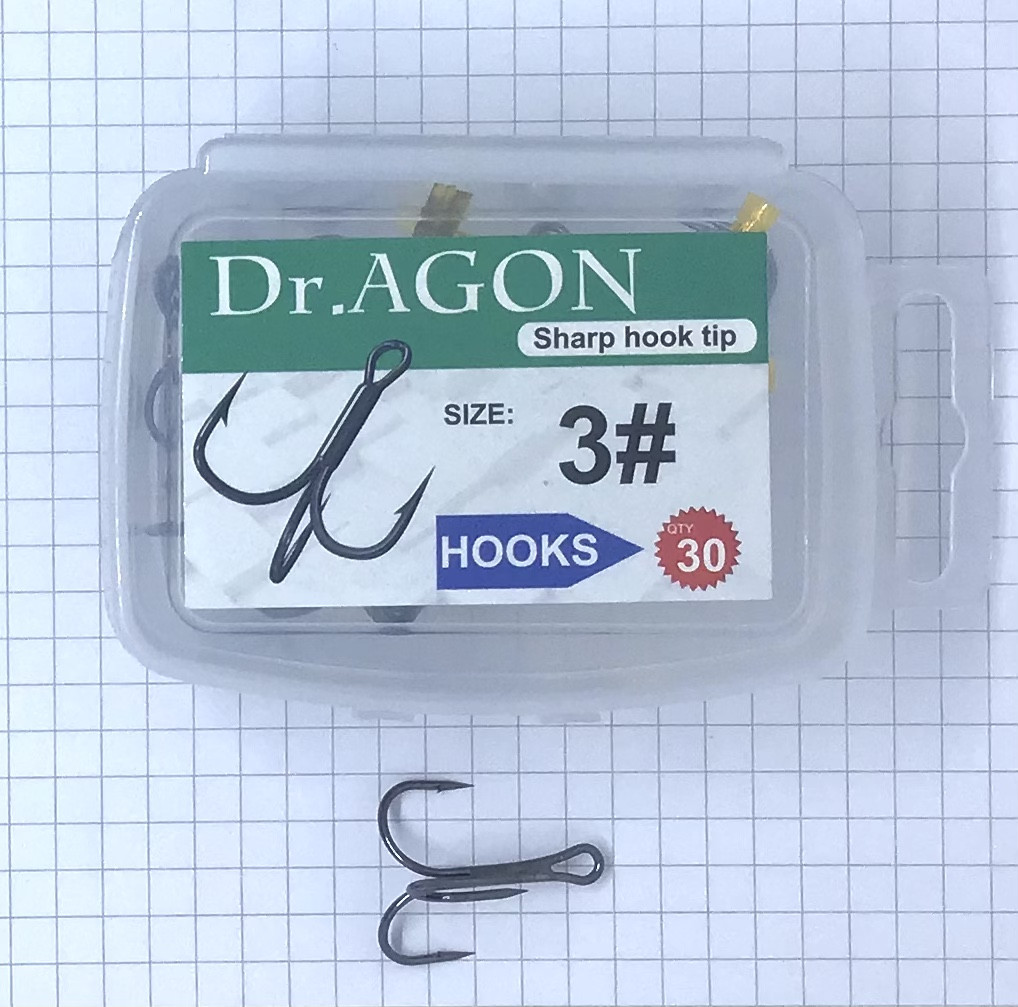 Dr.AGON
Sharp hook tip
SIZE: 3#
HOOKS
QTY
30